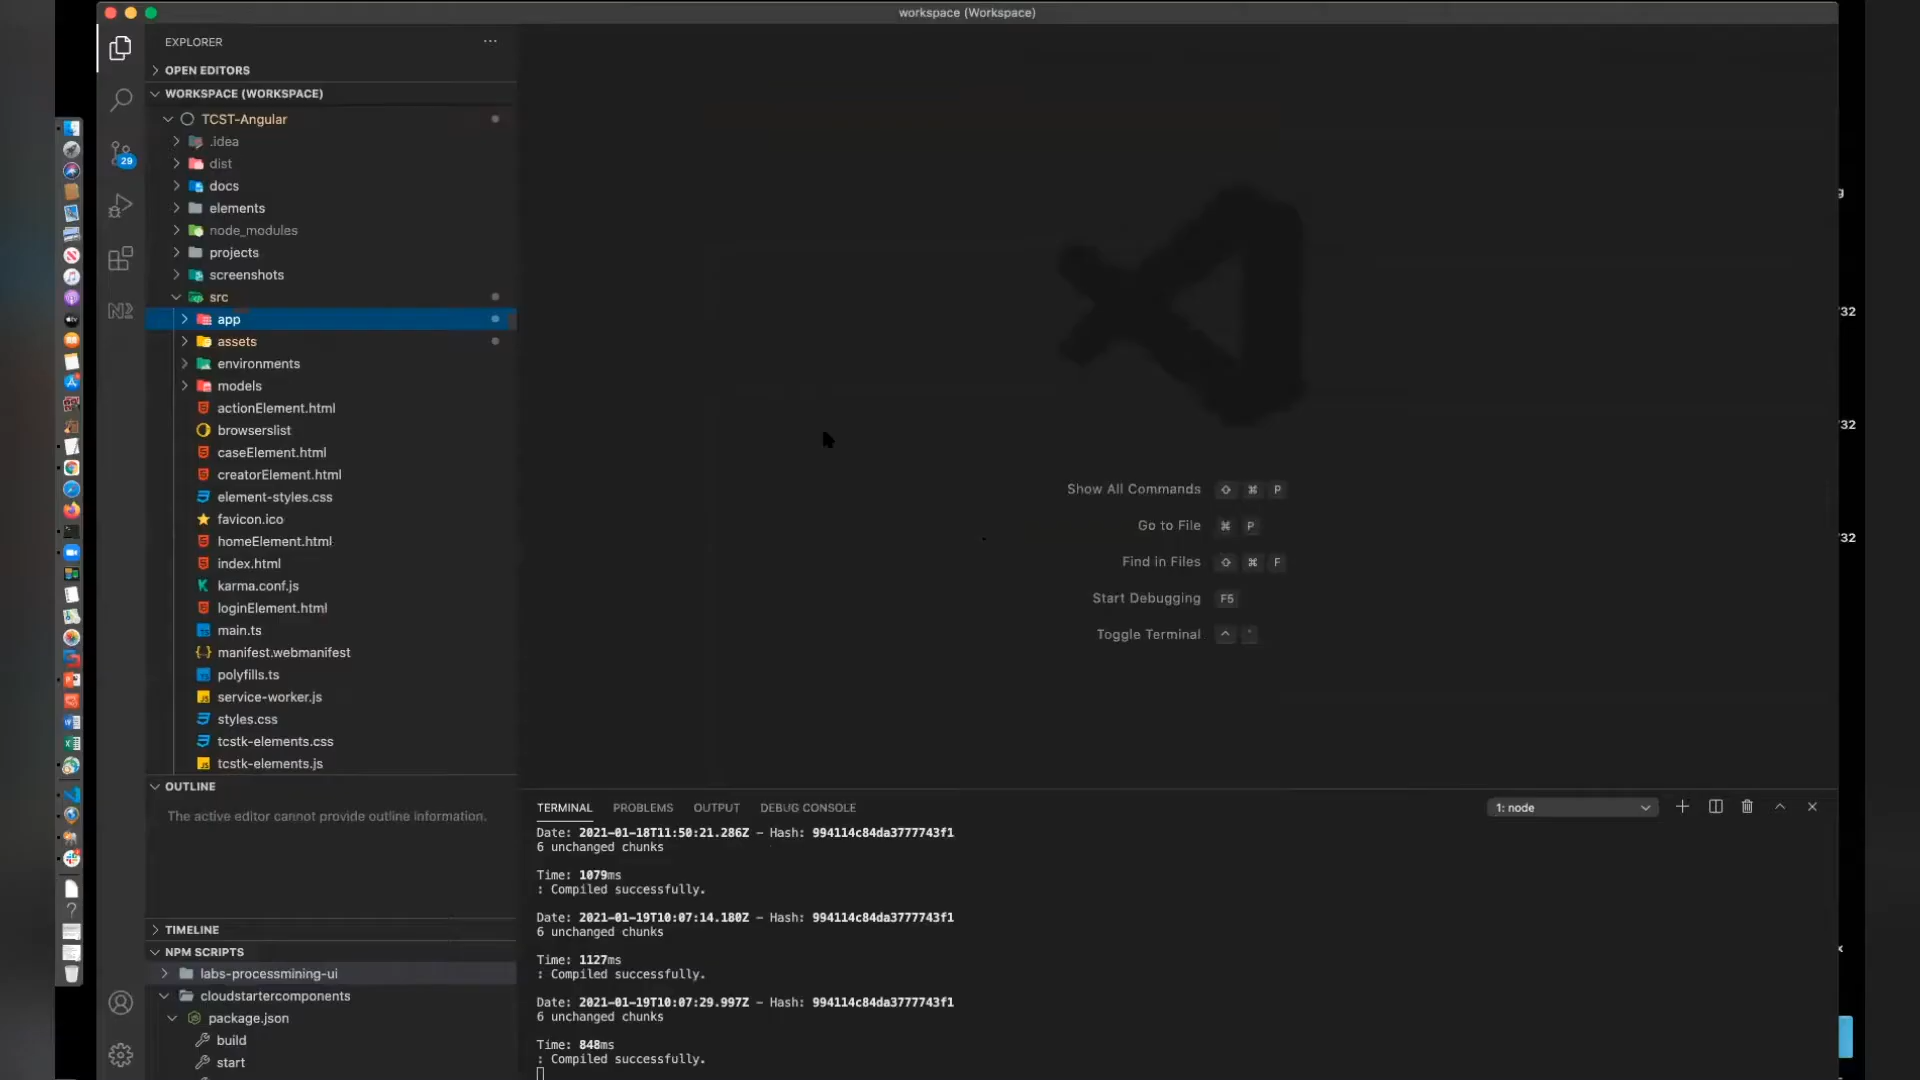 workspace (Workspace)
EXPLORER
OPEN EDITORS
WORKSPACE (WORKSPACE)
TCST-Angular
.idea
dist
docs
elements
node_modules
projects
screenshots
src
app
assets
environments
models
actionElement.html
browserslist
caseElement.html
creatorElement.html
element-styles.css
favicon.ico
homeElement.html
index.html
karma.conf.js
loginElement.html
main.ts
manifest.webmanifest
polyfills.ts
service-worker.js
styles.css
tcstk-elements.css
tcstk-elements.js
29
OUTLINE
The active editor cannot provide outline information.
TIMELINE
NPM SCRIPTS
labs-processmining-ui
cloudstartercomponents
package.json
build
start
Show All Commands ⇧ ⌘ P
Go to File ⌘ P
Find in Files ⇧ ⌘ F
Start Debugging F5
Toggle Terminal ^ `
TERMINAL PROBLEMS OUTPUT DEBUG CONSOLE 1: node
Date: 2021-01-18T11:50:21.286Z - Hash: 994114c84da3777743f1
6 unchanged chunks
Time: 1079ms
: Compiled successfully.
Date: 2021-01-19T10:07:14.180Z - Hash: 994114c84da3777743f1
6 unchanged chunks
Time: 1127ms
: Compiled successfully.
Date: 2021-01-19T10:07:29.997Z - Hash: 994114c84da3777743f1
6 unchanged chunks
Time: 848ms
: Compiled successfully.
g
'32
'32
'32